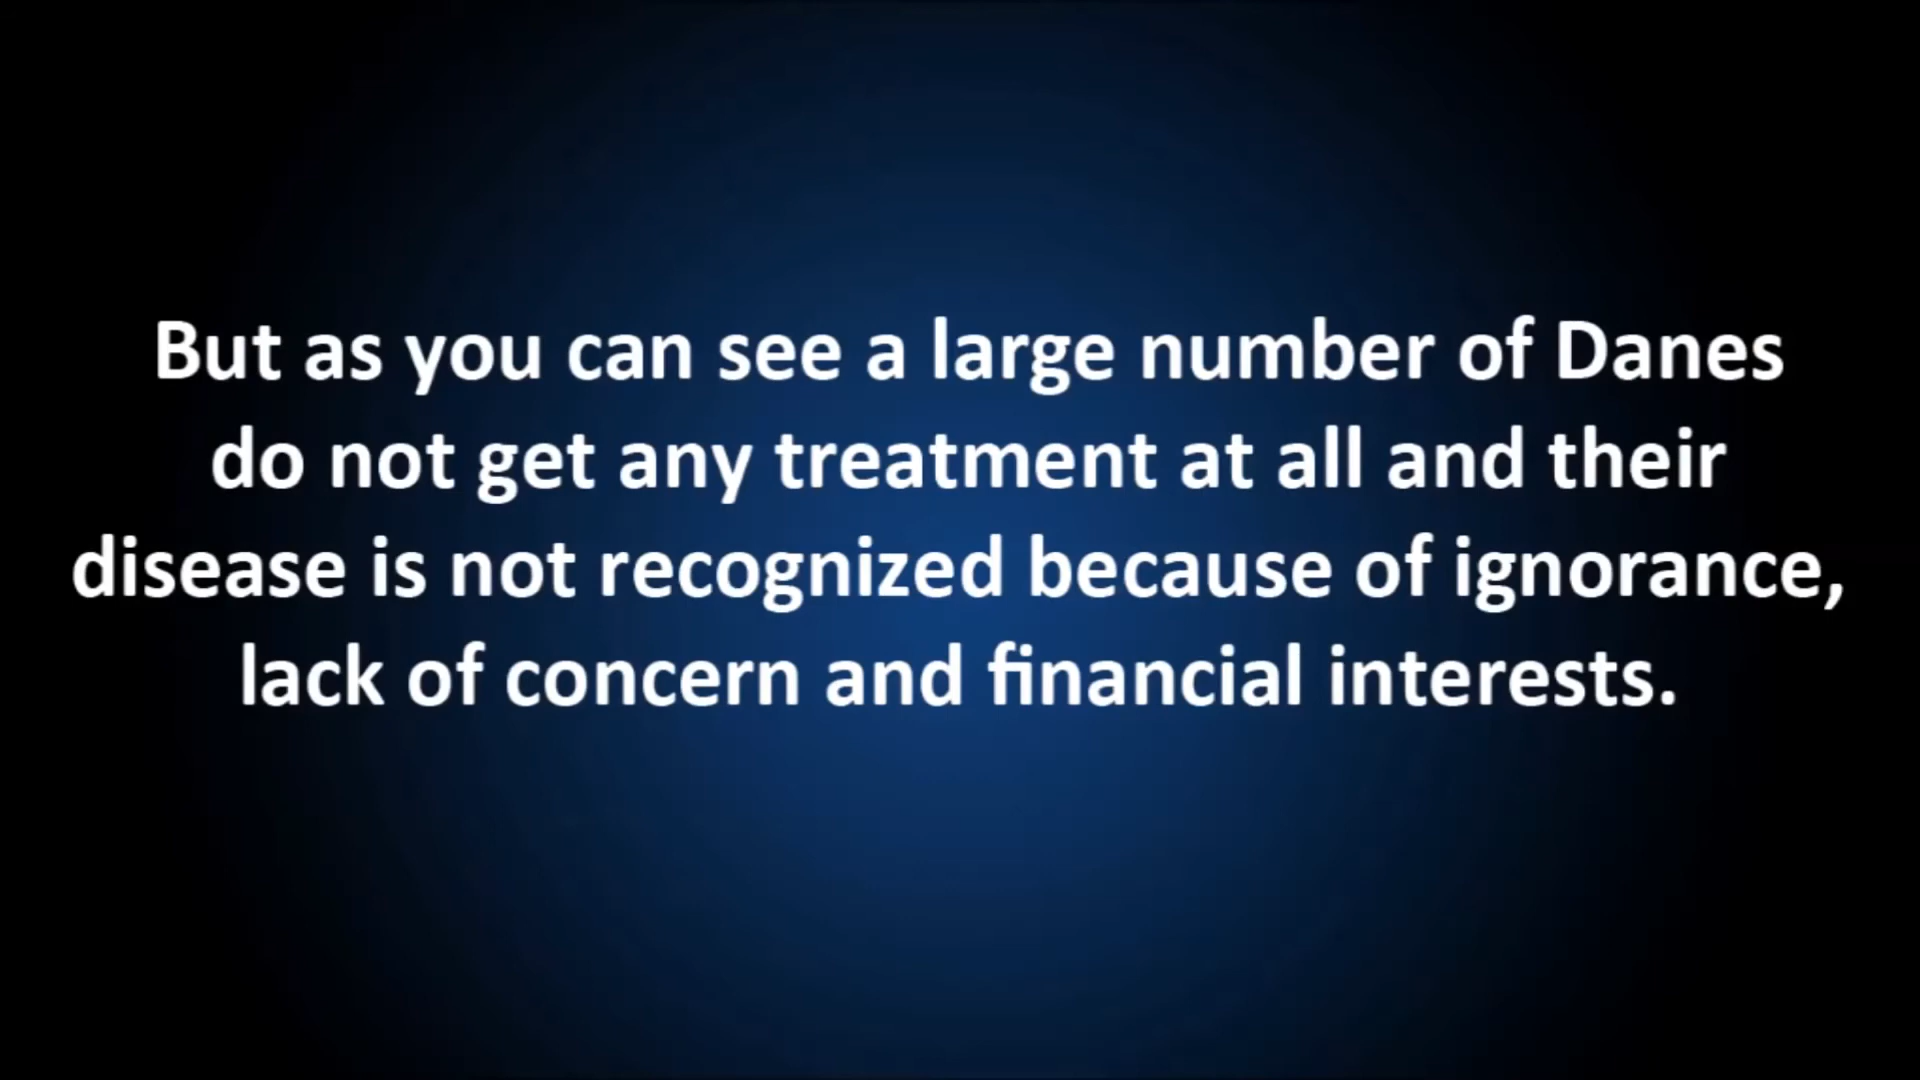 But as you can see a large number of Danes
do not get any treatment at all and their
disease is not recognized because of ignorance,
lack of concern and financial interests.